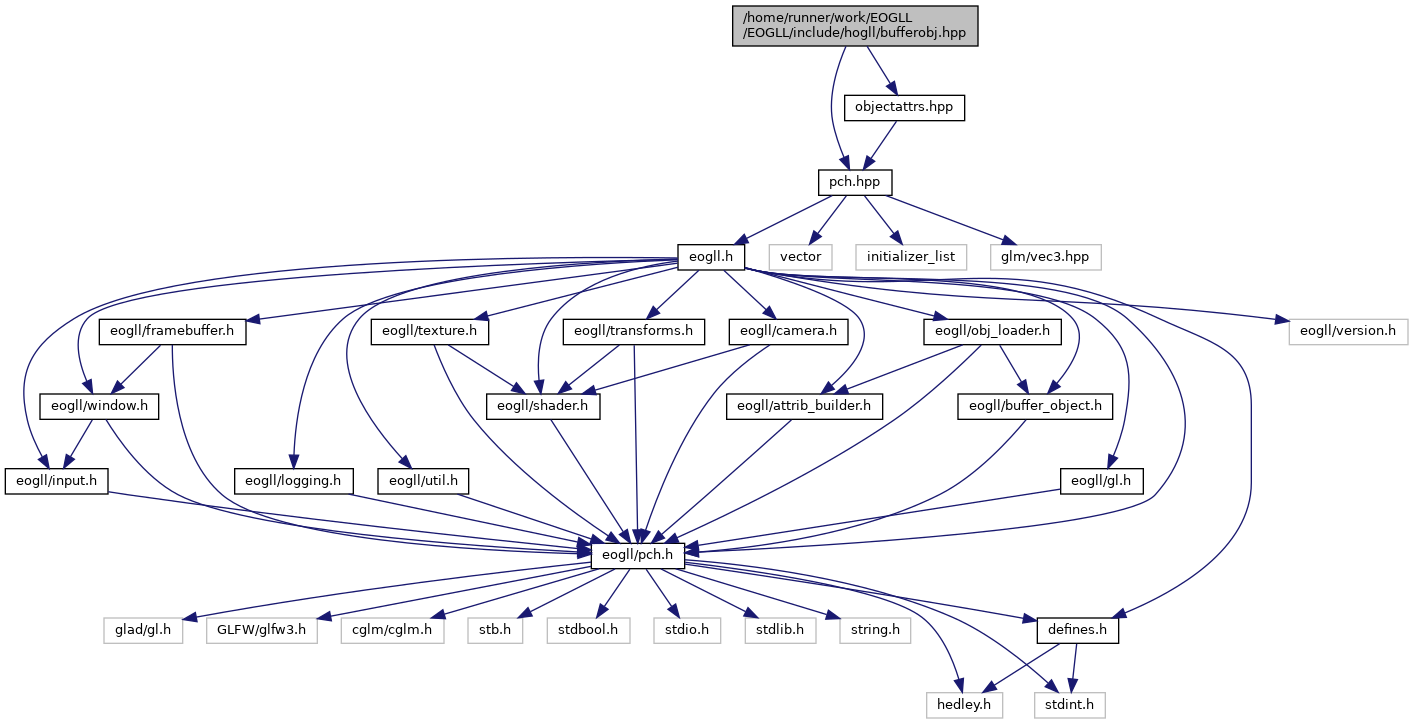 /home/runner/work/EOGLL
/EOGLL/include/hogll/bufferobj.hpp
objectattrs.hpp
pch.hpp
eogll.h
vector
initializer_list
glm/vec3.hpp
eogll/framebuffer.h
eogll/texture.h
eogll/transforms.h
eogll/camera.h
eogll/obj_loader.h
eogll/version.h
eogll/window.h
eogll/shader.h
eogll/attrib_builder.h
eogll/buffer_object.h
eogll/input.h
eogll/logging.h
eogll/util.h
eogll/gl.h
eogll/pch.h
glad/gl.h
GLFW/glfw3.h
cglm/cglm.h
stb.h
stdbool.h
stdio.h
stdlib.h
string.h
defines.h
hedley.h
stdint.h